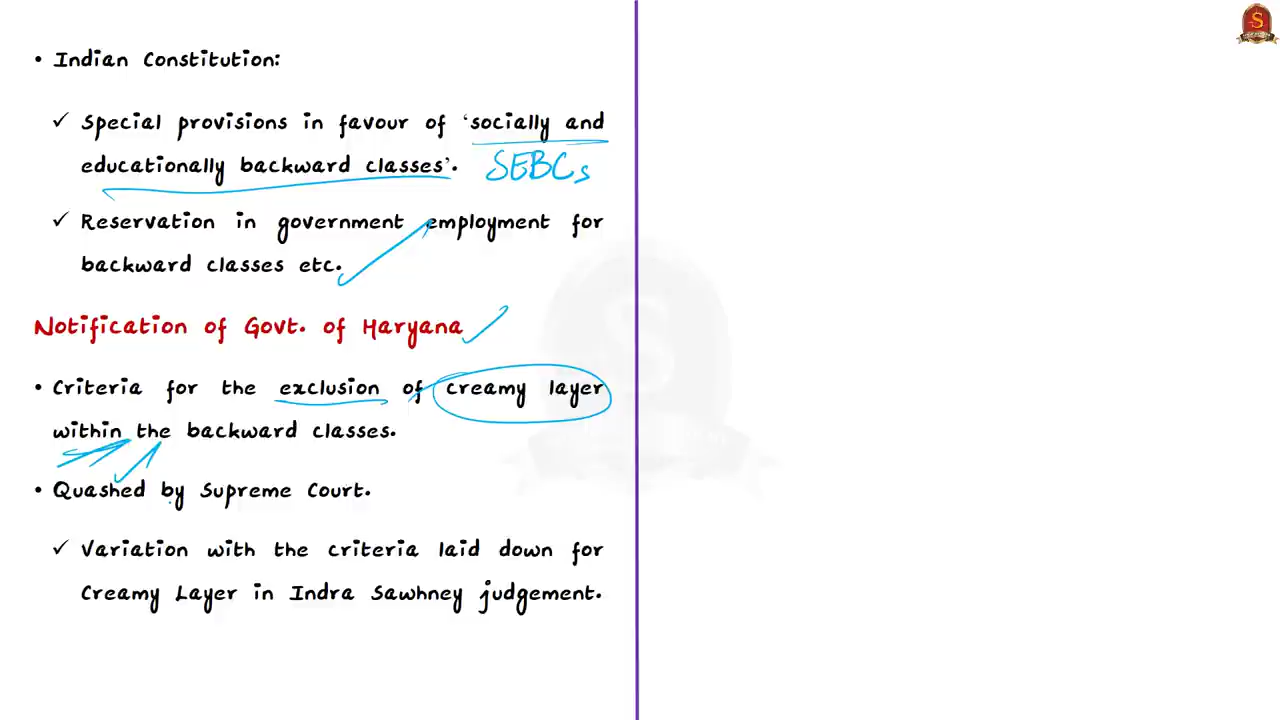 • Indian Constitution:
✓ Special provisions in favour of ‘socially and
educationally backward classes’.
SEBCs
✓ Reservation in government employment for
backward classes etc.
Notification of Govt. of Haryana
• Criteria for the exclusion of creamy layer
within the backward classes.
• Quashed by Supreme Court.
✓ Variation with the criteria laid down for
Creamy Layer in Indra Sawhney judgement.